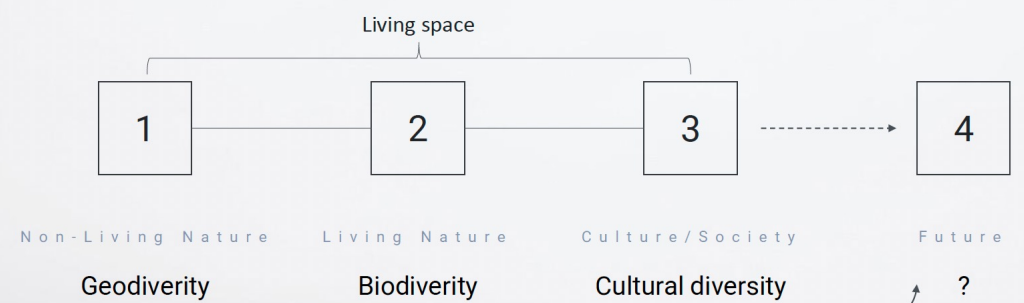 Living space
1 2 3 4
Non-Living Nature Living Nature Culture/Society Future
Geodiverity Biodiverity Cultural diversity ?